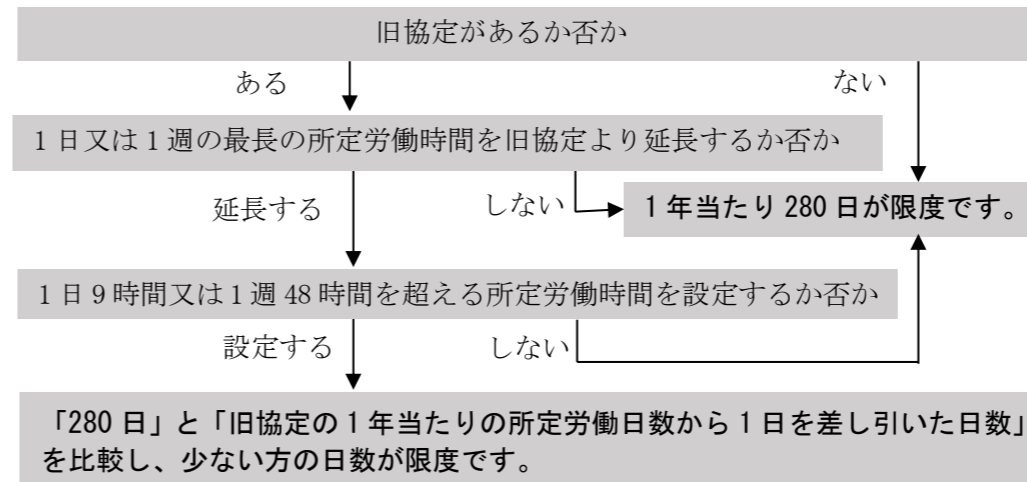 旧協定があるか否か
ある
ない
1日又は1週の最長の所定労働時間を旧協定より延長するか否か
延長する
しない
1年当たり280日が限度です。
1日9時間又は1週48時間を超える所定労働時間を設定するか否か
設定する
しない
「280日」と「旧協定の1年当たりの所定労働日数から1日を差し引いた日数」
を比較し、少ない方の日数が限度です。